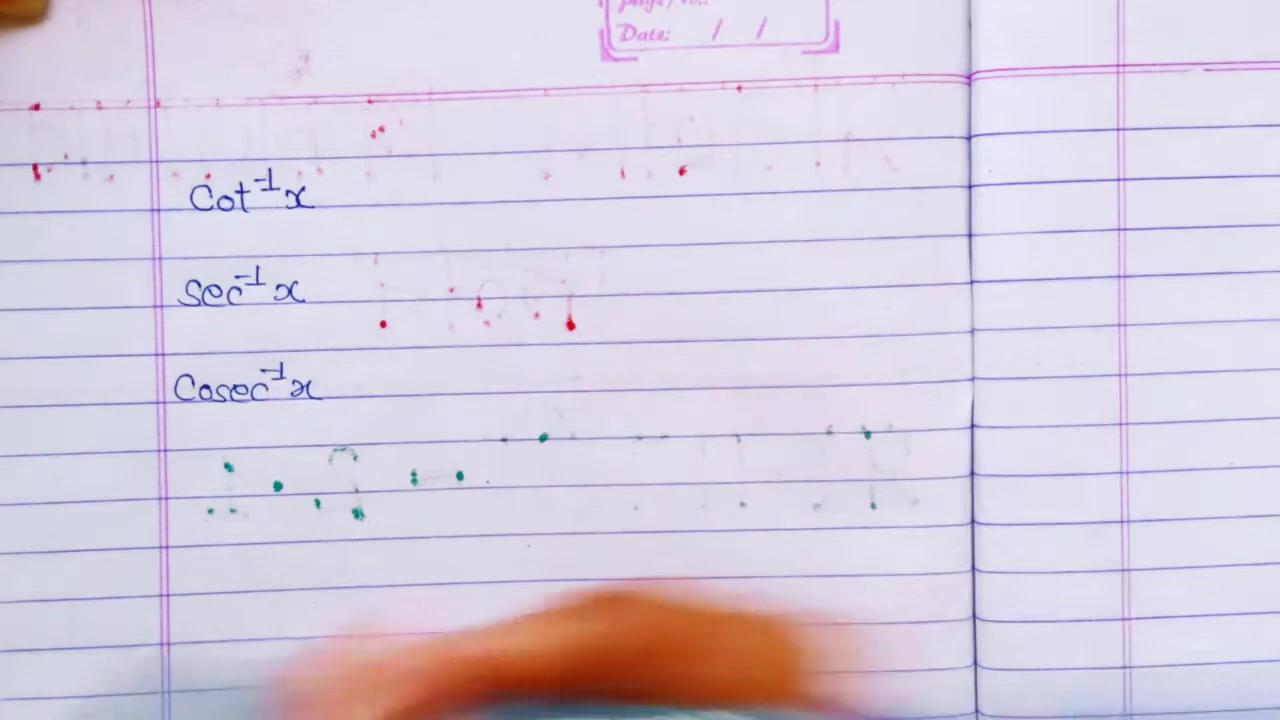 Date: / /
Cot⁻¹x
Sec⁻¹x
Cosec⁻¹x